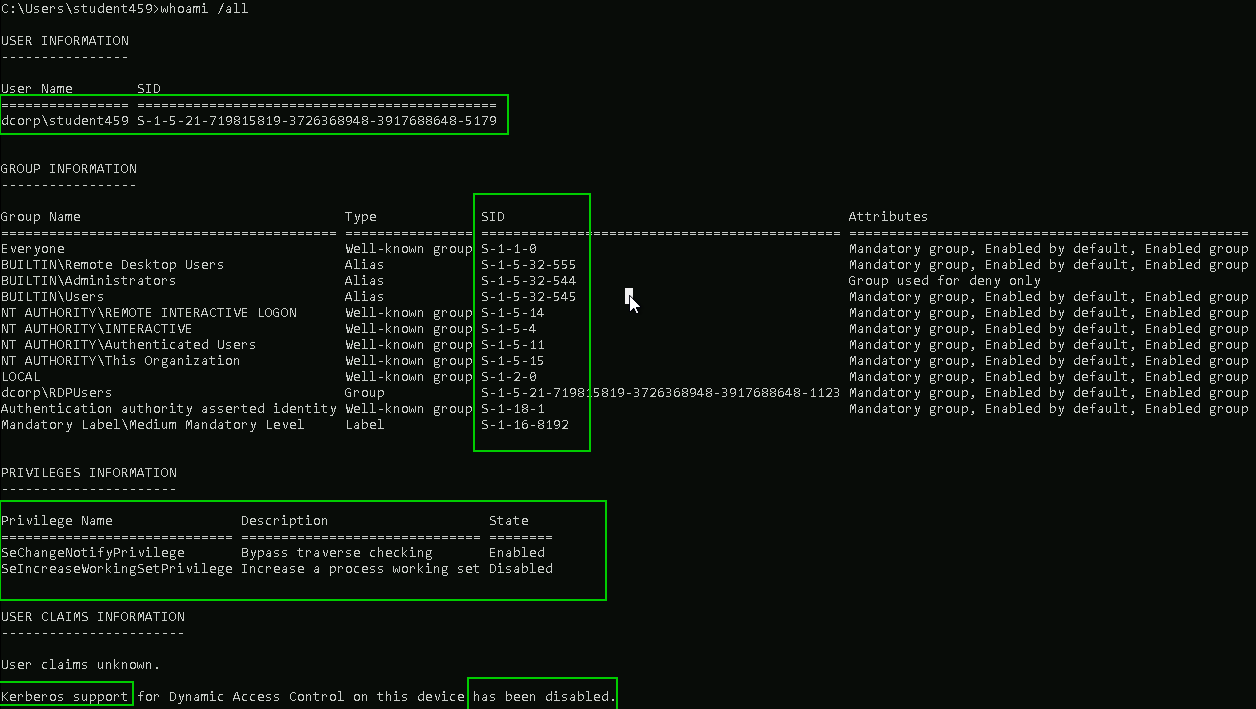 C:\Users\student459>whoami /all
USER INFORMATION
----------------
User Name        SID
================ =============================================
dcorp\student459 S-1-5-21-719815819-3726368948-3917688648-5179
GROUP INFORMATION
-----------------
Group Name                                 Type             SID                                           Attributes
========================================== ================ ============================================= ==================================================
Everyone                                   Well-known group S-1-1-0                                       Mandatory group, Enabled by default, Enabled group
BUILTIN\Remote Desktop Users               Alias            S-1-5-32-555                                  Mandatory group, Enabled by default, Enabled group
BUILTIN\Administrators                     Alias            S-1-5-32-544                                  Group used for deny only
BUILTIN\Users                              Alias            S-1-5-32-545                                  Mandatory group, Enabled by default, Enabled group
NT AUTHORITY\REMOTE INTERACTIVE LOGON      Well-known group S-1-5-14                                      Mandatory group, Enabled by default, Enabled group
NT AUTHORITY\INTERACTIVE                   Well-known group S-1-5-4                                       Mandatory group, Enabled by default, Enabled group
NT AUTHORITY\Authenticated Users           Well-known group S-1-5-11                                      Mandatory group, Enabled by default, Enabled group
NT AUTHORITY\This Organization             Well-known group S-1-5-15                                      Mandatory group, Enabled by default, Enabled group
LOCAL                                      Well-known group S-1-2-0                                       Mandatory group, Enabled by default, Enabled group
dcorp\RDPUsers                             Group            S-1-5-21-719815819-3726368948-3917688648-1123 Mandatory group, Enabled by default, Enabled group
Authentication authority asserted identity Well-known group S-1-18-1                                      Mandatory group, Enabled by default, Enabled group
Mandatory Label\Medium Mandatory Level     Label            S-1-16-8192
PRIVILEGES INFORMATION
----------------------
Privilege Name                Description                    State
============================= ============================== ========
SeChangeNotifyPrivilege       Bypass traverse checking       Enabled
SeIncreaseWorkingSetPrivilege Increase a process working set Disabled
USER CLAIMS INFORMATION
-----------------------
User claims unknown.
Kerberos support for Dynamic Access Control on this device has been disabled.